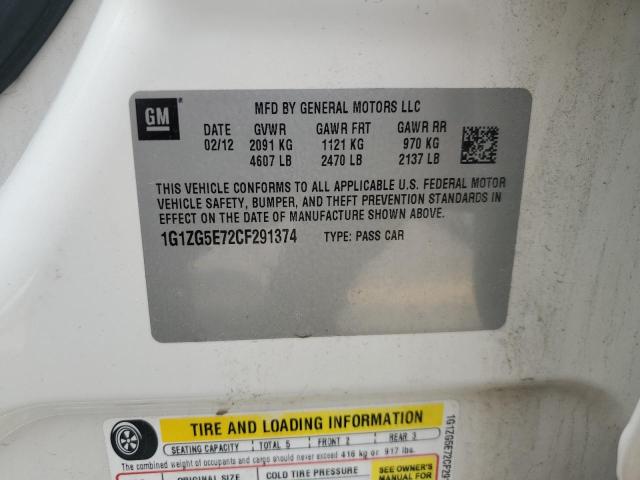 GM
MFD BY GENERAL MOTORS LLC
DATE GVWR GAWR FRT GAWR RR
02/12 2091 KG 1121 KG 970 KG
4607 LB 2470 LB 2137 LB
THIS VEHICLE CONFORMS TO ALL APPLICABLE U.S. FEDERAL MOTOR
VEHICLE SAFETY, BUMPER, AND THEFT PREVENTION STANDARDS IN
EFFECT ON THE DATE OF MANUFACTURE SHOWN ABOVE.
1G1ZG5E72CF291374 TYPE: PASS CAR
TIRE AND LOADING INFORMATION
SEATING CAPACITY TOTAL 5 FRONT 2 REAR 3
The combined weight of occupants and cargo should never exceed 416 kg or 917 lbs.
ORIGINAL SIZE COLD TIRE PRESSURE
SEE OWNER'S
MANUAL FOR
1G1ZG5E72CF29